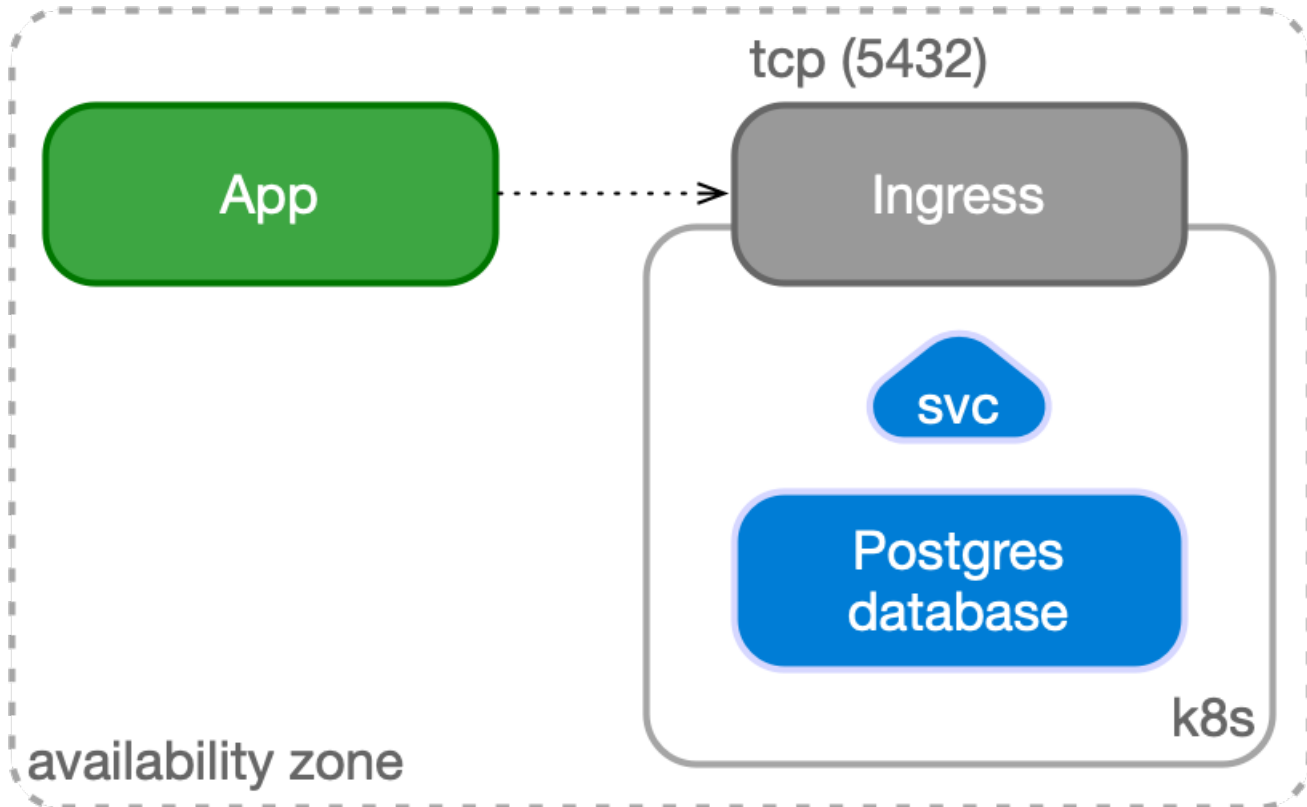 tcp (5432)
App
Ingress
svc
Postgres
database
k8s
availability zone